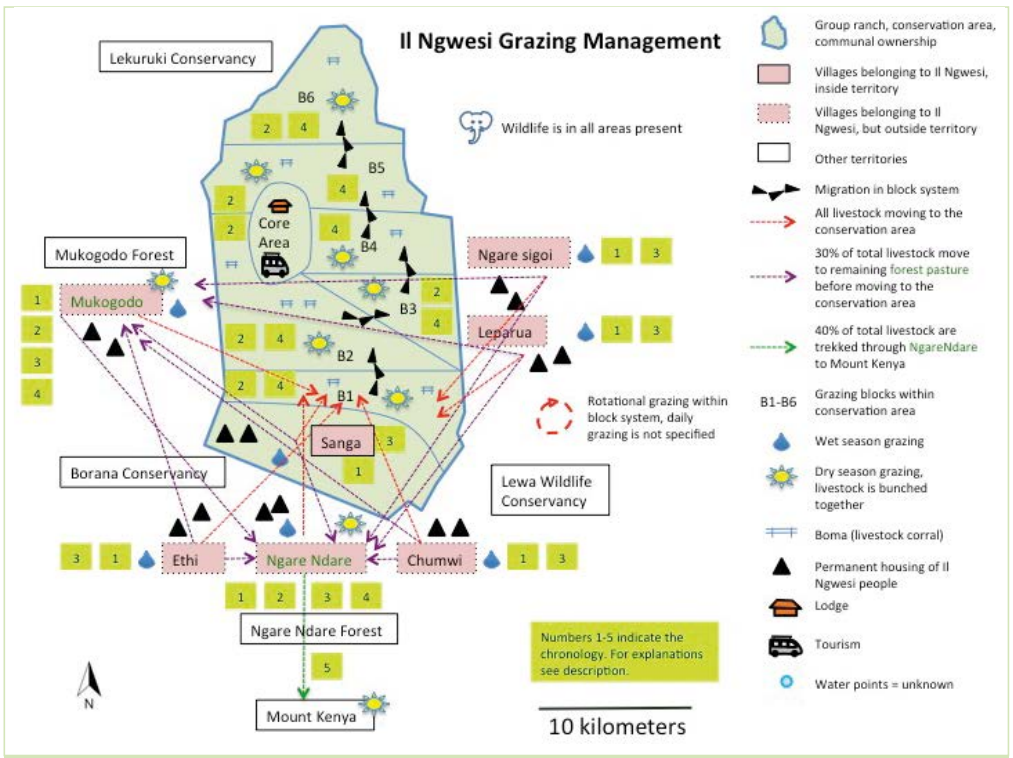 Il Ngwesi Grazing Management
Lekuruki Conservancy
Wildlife is in all areas present
B6
2
4
B5
2
4
2
Core
Area
4
B4
B3
2
4
2
4
B2
2
4
B1
Sanga
3
1
Mukogodo Forest
Mukogodo
1
2
3
4
Ngare sigoi
1
3
Leparua
1
3
Rotational grazing within
block system, daily
grazing is not specified
Borana Conservancy
Lewa Wildlife
Conservancy
3
1
Ethi
Ngare Ndare
Chumwi
1
3
1
2
3
4
Ngare Ndare Forest
5
Mount Kenya
N
Numbers 1-5 indicate the
chronology. For explanations
see description.
10 kilometers
Group ranch, conservation area,
communal ownership
Villages belonging to Il Ngwesi,
inside territory
Villages belonging to Il
Ngwesi, but outside territory
Other territories
Migration in block system
All livestock moving to the
conservation area
30% of total livestock move
to remaining forest pasture
before moving to the
conservation area
40% of total livestock are
trekked through NgareNdare
to Mount Kenya
B1-B6
Grazing blocks within
conservation area
Wet season grazing
Dry season grazing,
livestock is bunched
together
Boma (livestock corral)
Permanent housing of Il
Ngwesi people
Lodge
Tourism
Water points = unknown